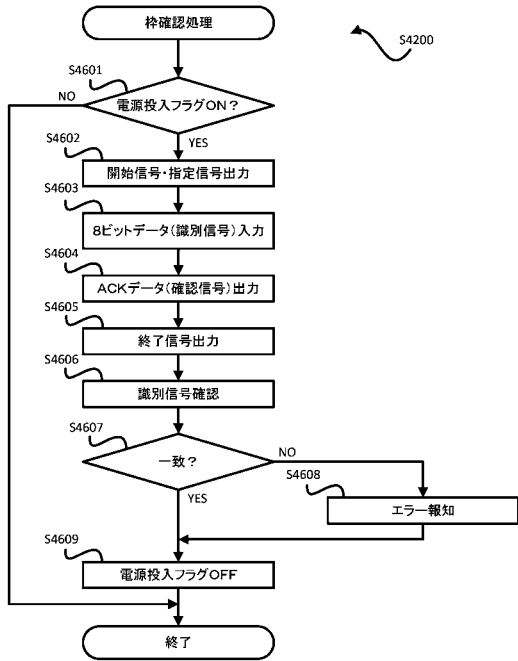 枠確認処理
S4200
S4601
電源投入フラグON？
NO
YES
S4602
開始信号・指定信号出力
S4603
8ビットデータ（識別信号）入力
S4604
ACKデータ（確認信号）出力
S4605
終了信号出力
S4606
識別信号確認
S4607
一致？
NO
YES
S4608
エラー報知
S4609
電源投入フラグOFF
終了